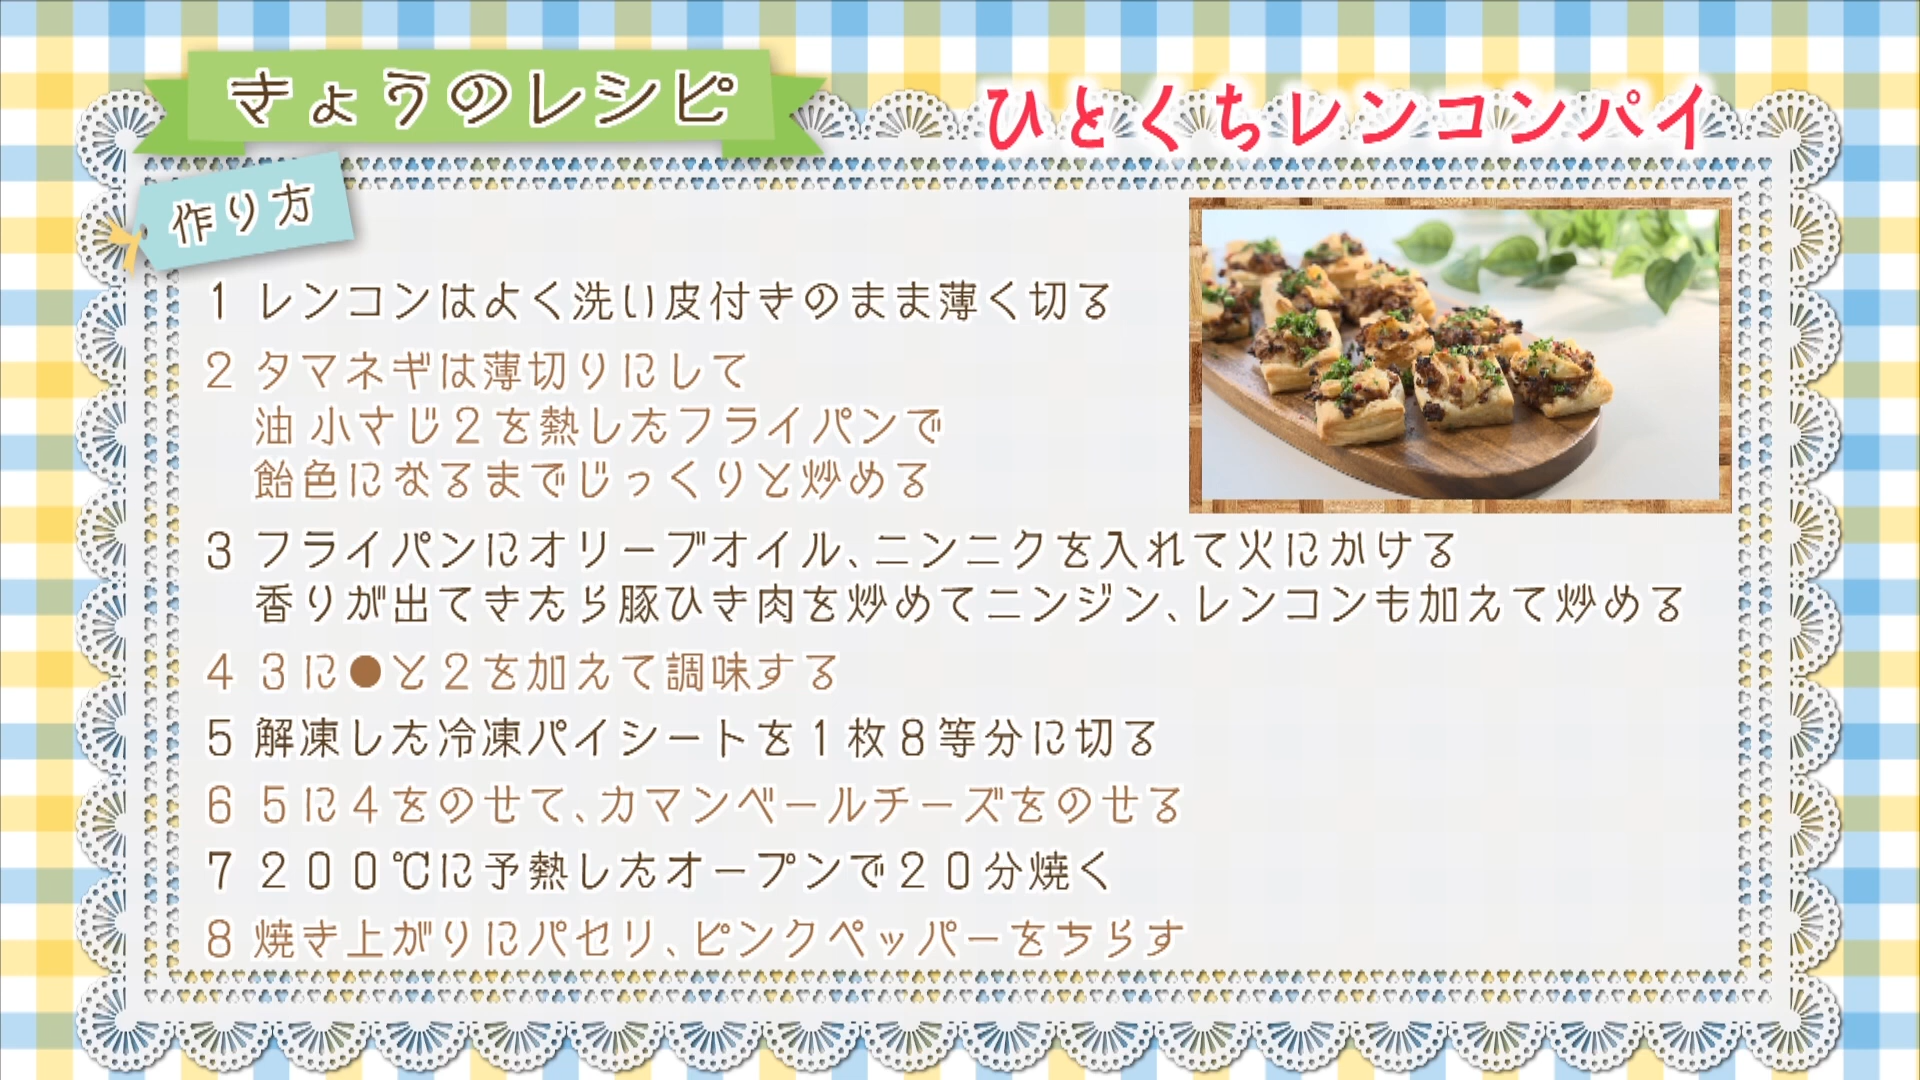 きょうのレシピ
ひとくちレンコンパイ
作り方
1 レンコンはよく洗い皮付きのまま薄く切る
2 タマネギは薄切りにして
油 小さじ2を熱したフライパンで
飴色になるまでじっくりと炒める
3 フライパンにオリーブオイル、ニンニクを入れて火にかける
香りが出てきたら豚ひき肉を炒めてニンジン、レンコンも加えて炒める
4 3に●と2を加えて調味する
5 解凍した冷凍パイシートを1枚8等分に切る
6 5に4をのせて、カマンベールチーズをのせる
7 200℃に予熱したオーブンで20分焼く
8 焼き上がりにパセリ、ピンクペッパーをちらす